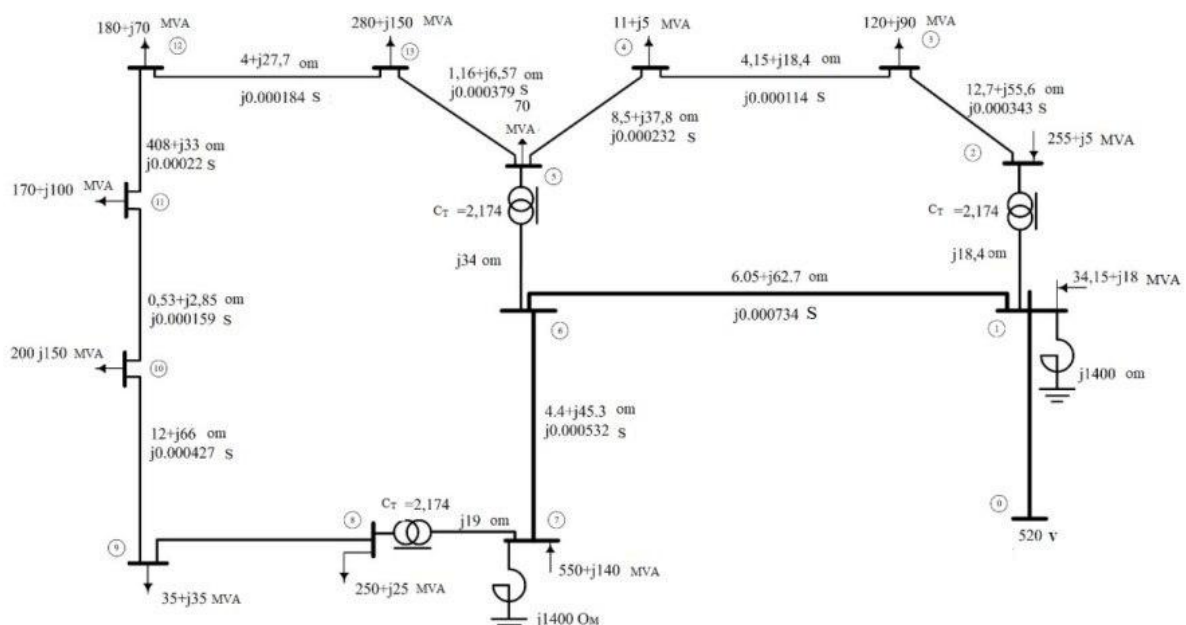 180+j70 MVA
12
280+j150 MVA
13
11+j5 MVA
4
120+j90 MVA
3
4+j27,7 om
j0.000184 S
1,16+j6,57 om
j0.000379 S
70
MVA
5
8,5+j37,8 om
j0.000232 S
4,15+j18,4 om
j0.000114 S
12,7+j55,6 om
j0.000343 S
2
255+j5 MVA
408+j33 om
j0.00022 S
170+j100 MVA
11
CT =2,174
j34 om
CT =2,174
j18,4 om
34,15+j18 MVA
6.05+j62.7 om
j0.000734 S
6
1
j1400 om
0,53+j2,85 om
j0.000159 S
200 j150 MVA
10
4.4+j45.3 om
j0.000532 S
12+j66 om
j0.000427 S
CT =2,174
8
j19 om
7
0
520 v
9
35+j35 MVA
250+j25 MVA
550+j140 MVA
j1400 Ом